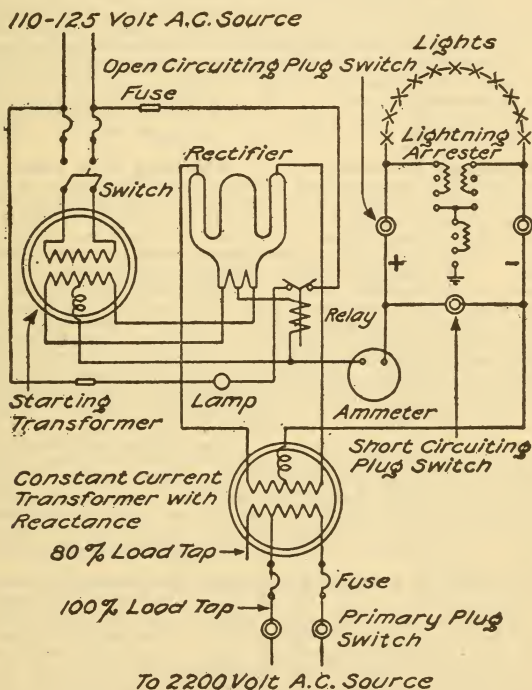 110-125 Volt A.C. Source
Lights
Open Circuiting Plug Switch
Fuse
Rectifier
Lightning
Arrester
Switch
+
-
Relay
Starting
Transformer
Lamp
Ammeter
Short Circuiting
Plug Switch
Constant Current
Transformer with
Reactance
80% Load Tap
Fuse
100% Load Tap
Primary Plug
Switch
To 2200 Volt A.C. Source